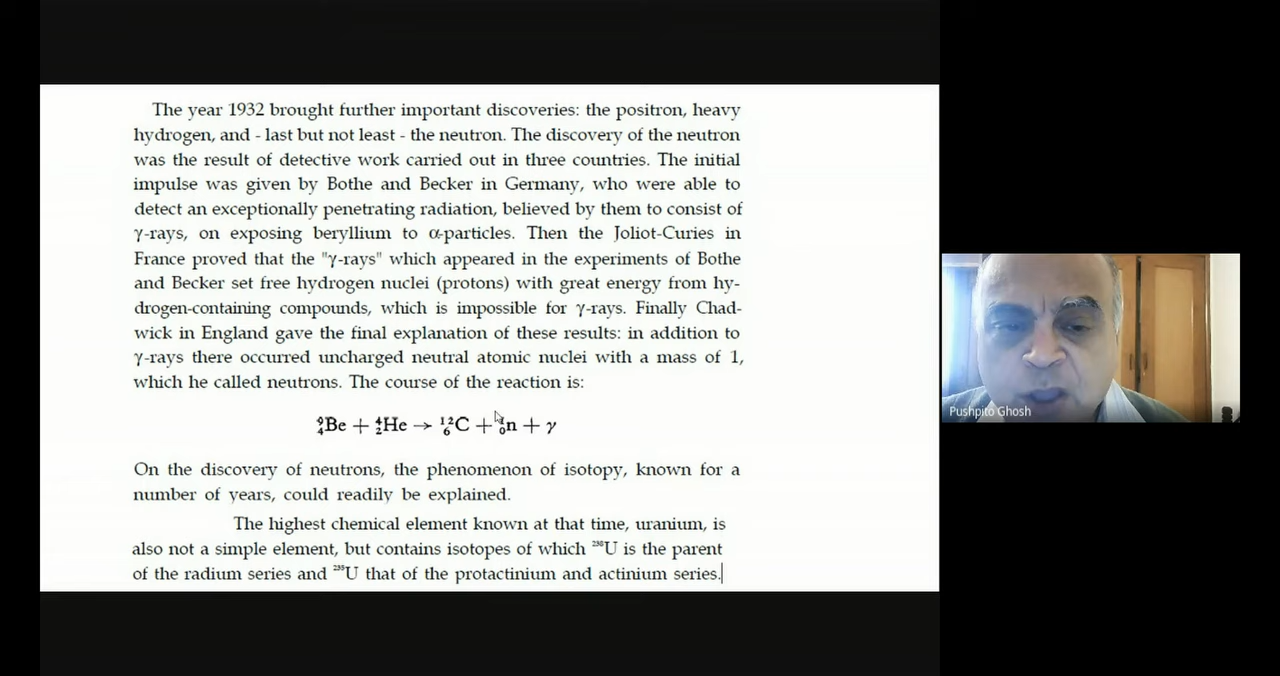 The year 1932 brought further important discoveries: the positron, heavy
hydrogen, and - last but not least - the neutron. The discovery of the neutron
was the result of detective work carried out in three countries. The initial
impulse was given by Bothe and Becker in Germany, who were able to
detect an exceptionally penetrating radiation, believed by them to consist of
γ-rays, on exposing beryllium to α-particles. Then the Joliot-Curies in
France proved that the "γ-rays" which appeared in the experiments of Bothe
and Becker set free hydrogen nuclei (protons) with great energy from hy-
drogen-containing compounds, which is impossible for γ-rays. Finally Chad-
wick in England gave the final explanation of these results: in addition to
γ-rays there occurred uncharged neutral atomic nuclei with a mass of 1,
which he called neutrons. The course of the reaction is:
⁹₄Be + ⁴₂He → ¹²₆C + ¹₀n + γ
On the discovery of neutrons, the phenomenon of isotopy, known for a
number of years, could readily be explained.
The highest chemical element known at that time, uranium, is
also not a simple element, but contains isotopes of which U is the parent
of the radium series and U that of the protactinium and actinium series.
Pushpito Ghosh